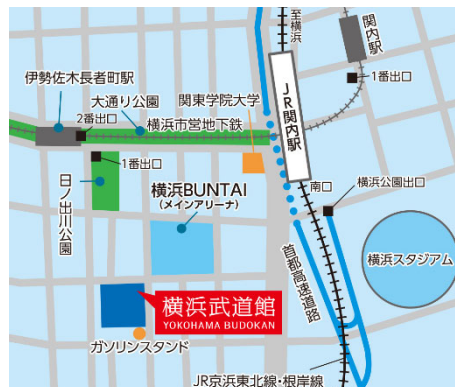 至横浜
関内駅
1番出口
伊勢佐木長者町駅
大通り公園
関東学院大学
2番出口
横浜市営地下鉄
JR関内駅
1番出口
日ノ出川公園
横浜BUNTAI
(メインアリーナ)
南口
横浜公園出口
首都高速道路
横浜スタジアム
横浜武道館
YOKOHAMA BUDOKAN
ガソリンスタンド
JR京浜東北線・根岸線